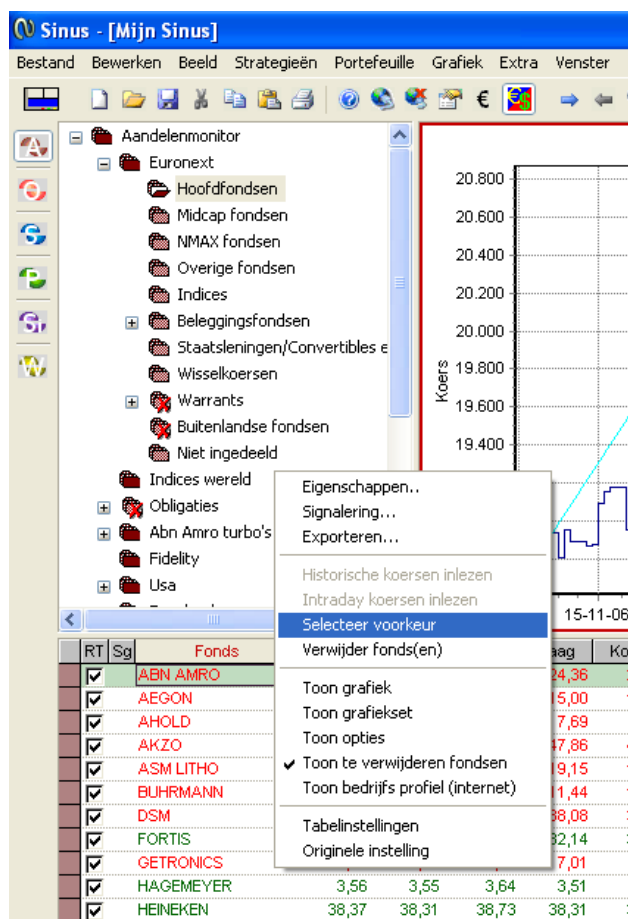 Sinus - [Mijn Sinus]
Bestand Bewerken Beeld Strategieën Portefeuille Grafiek Extra Venster
Aandelenmonitor
Euronext
Hoofdfondsen
Midcap fondsen
NMAX fondsen
Overige fondsen
Indices
Beleggingsfondsen
Staatsleningen/Convertibles e
Wisselkoersen
Warrants
Buitenlandse fondsen
Niet ingedeeld
Indices wereld
Obligaties
Abn Amro turbo's
Fidelity
Usa
20.800
20.600
20.400
20.200
20.000
19.800
19.600
19.400
Koers
15-11-06
Eigenschappen..
Signalering...
Exporteren...
Historische koersen inlezen
Intraday koersen inlezen
Selecteer voorkeur
Verwijder fonds(en)
Toon grafiek
Toon grafiekset
Toon opties
Toon te verwijderen fondsen
Toon bedrijfs profiel (internet)
Tabelinstellingen
Originele instelling
RT Sg Fonds aag Ko
ABN AMRO 24,36
AEGON 15,00
AHOLD 7,69
AKZO 47,86
ASM LITHO 19,15
BUHRMANN 11,44
DSM 38,08
FORTIS 32,14
GETRONICS 7,01
HAGEMEYER 3,56 3,55 3,64 3,51
HEINEKEN 38,37 38,31 38,73 38,31